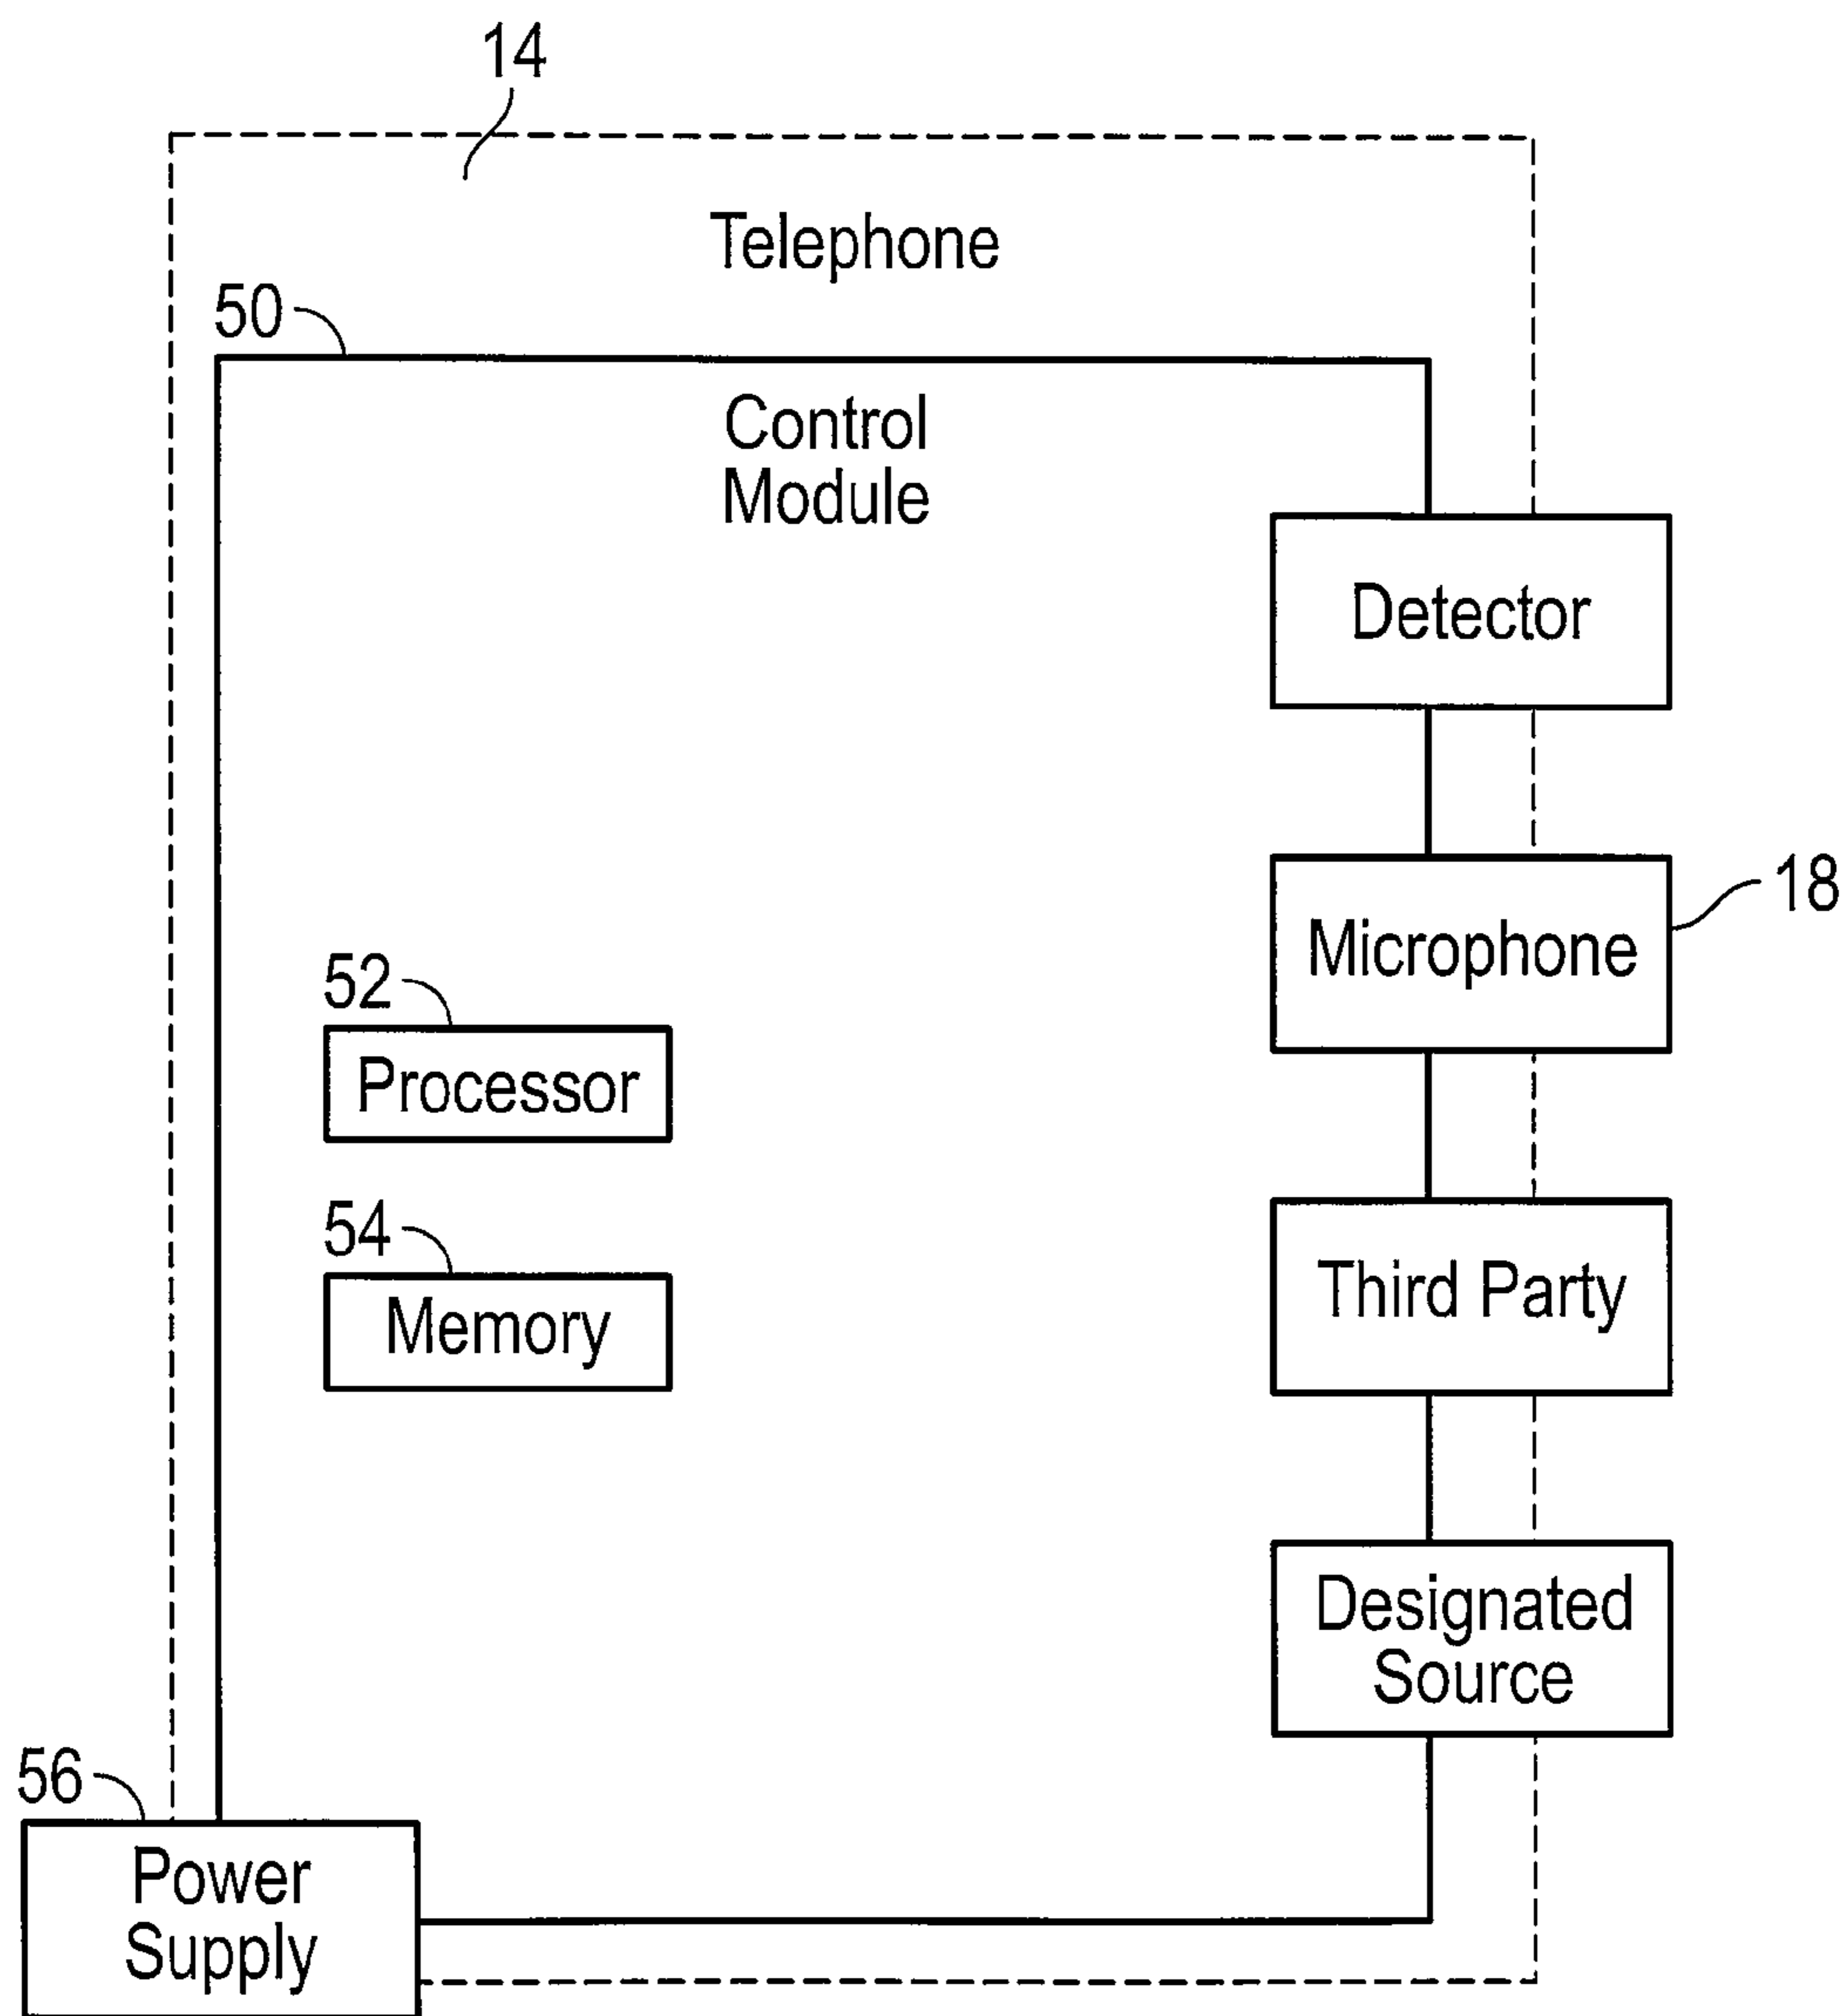 14
Telephone
50
Control
Module
Detector
18
Microphone
52
Processor
54
Memory
Third Party
Designated
Source
56
Power
Supply